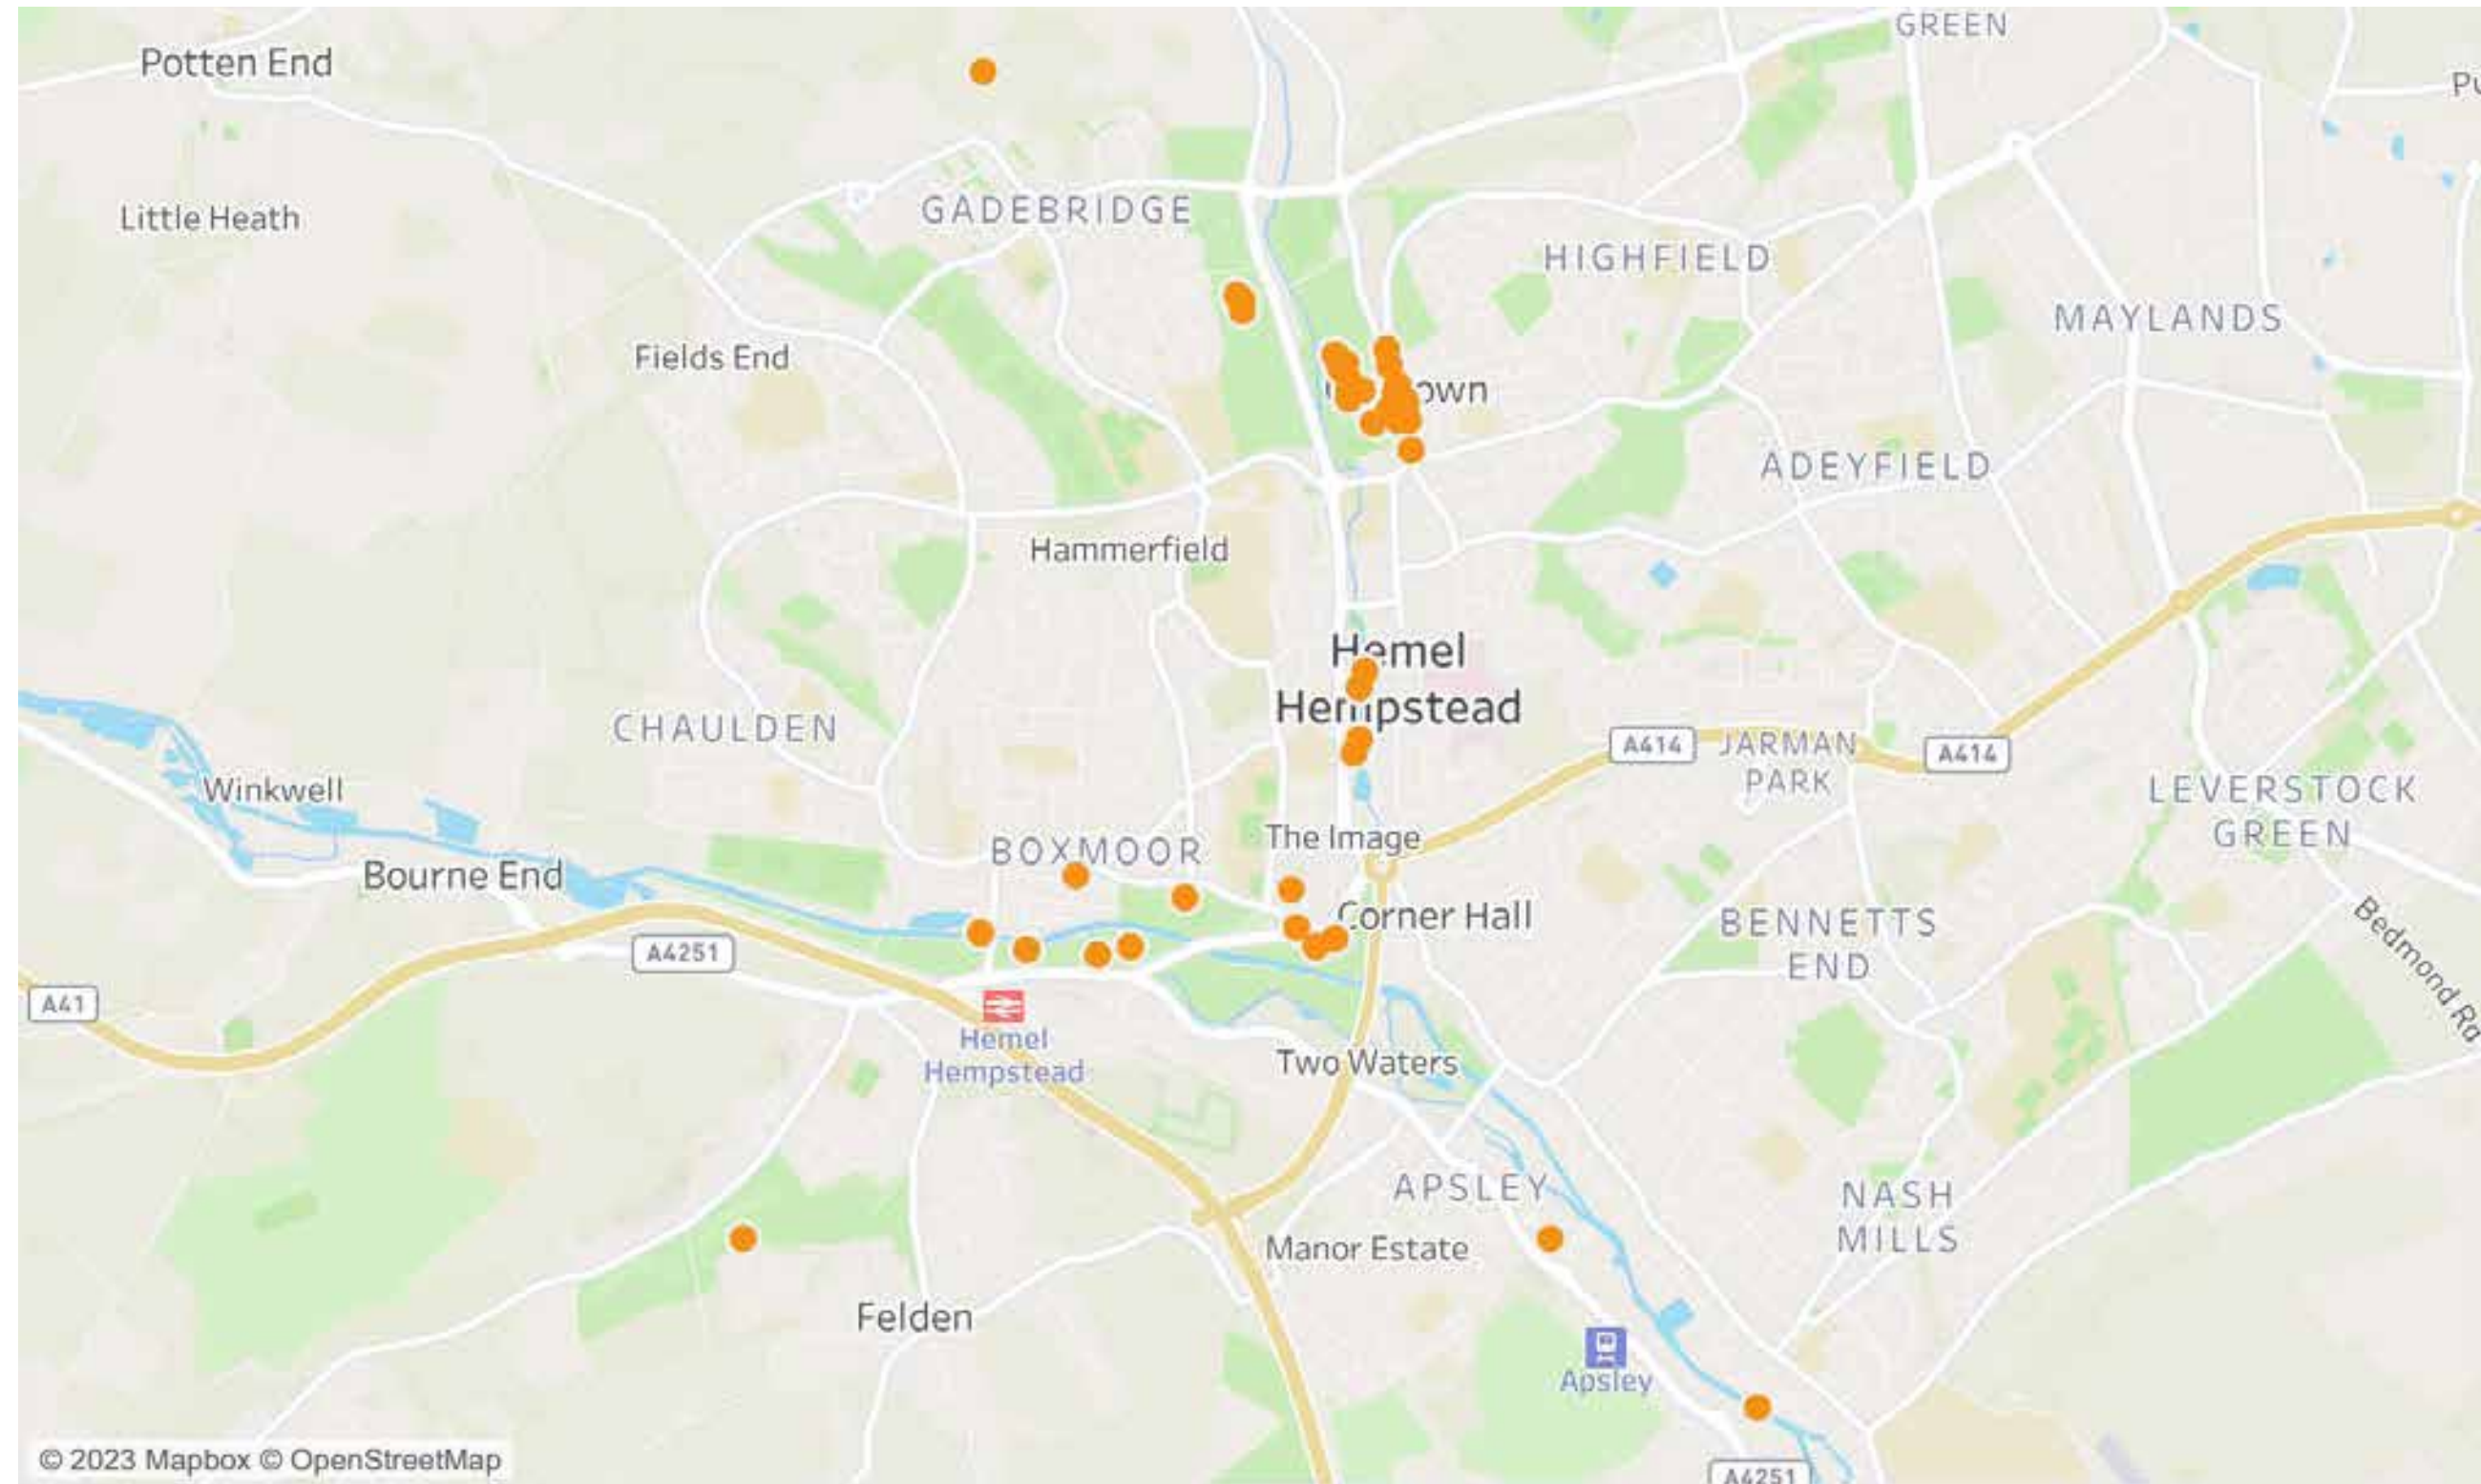 GREEN
Potten End
Pu
Little Heath
GADEBRIDGE
HIGHFIELD
MAYLANDS
Fields End
own
ADEYFIELD
Hammerfield
Hemel
Hempstead
CHAULDEN
A414
JARMAN
PARK
A414
Winkwell
LEVERSTOCK
GREEN
The Image
BOXMOOR
Bourne End
Corner Hall
BENNETTS
END
Bedmond Rd
A4251
A41
Hemel
Hempstead
Two Waters
APSLEY
NASH
MILLS
Manor Estate
Felden
Apsley
© 2023 Mapbox © OpenStreetMap
A4251